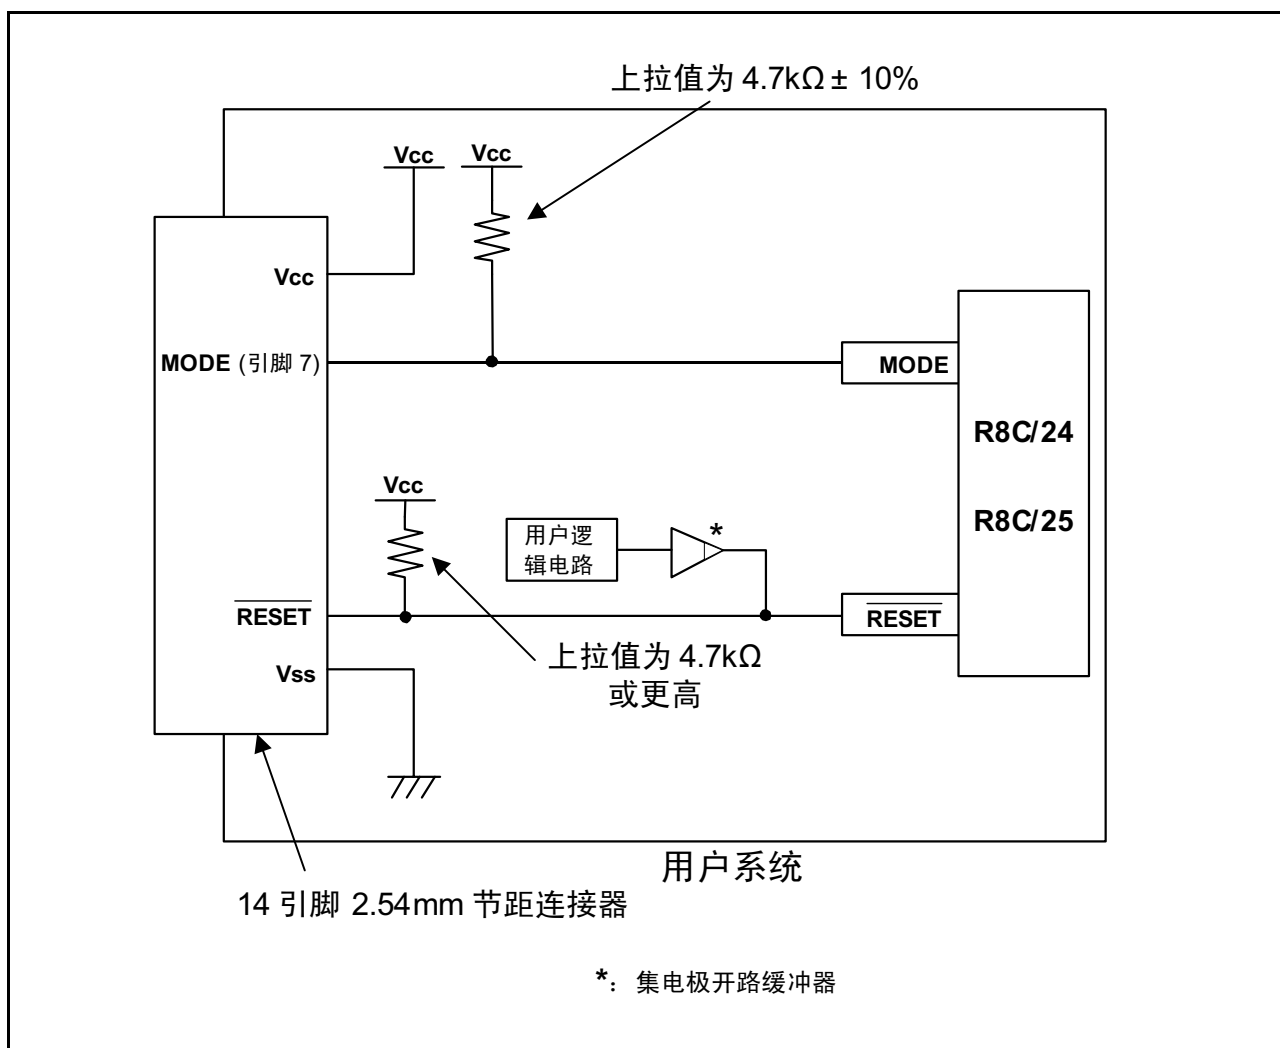 上拉值为 4.7kΩ ± 10%
Vcc
Vcc
Vcc
MODE (引脚 7)
MODE
R8C/24
R8C/25
Vcc
用户逻
辑电路
*
RESET
RESET
上拉值为 4.7kΩ
或更高
Vss
用户系统
14 引脚 2.54mm 节距连接器
*: 集电极开路缓冲器